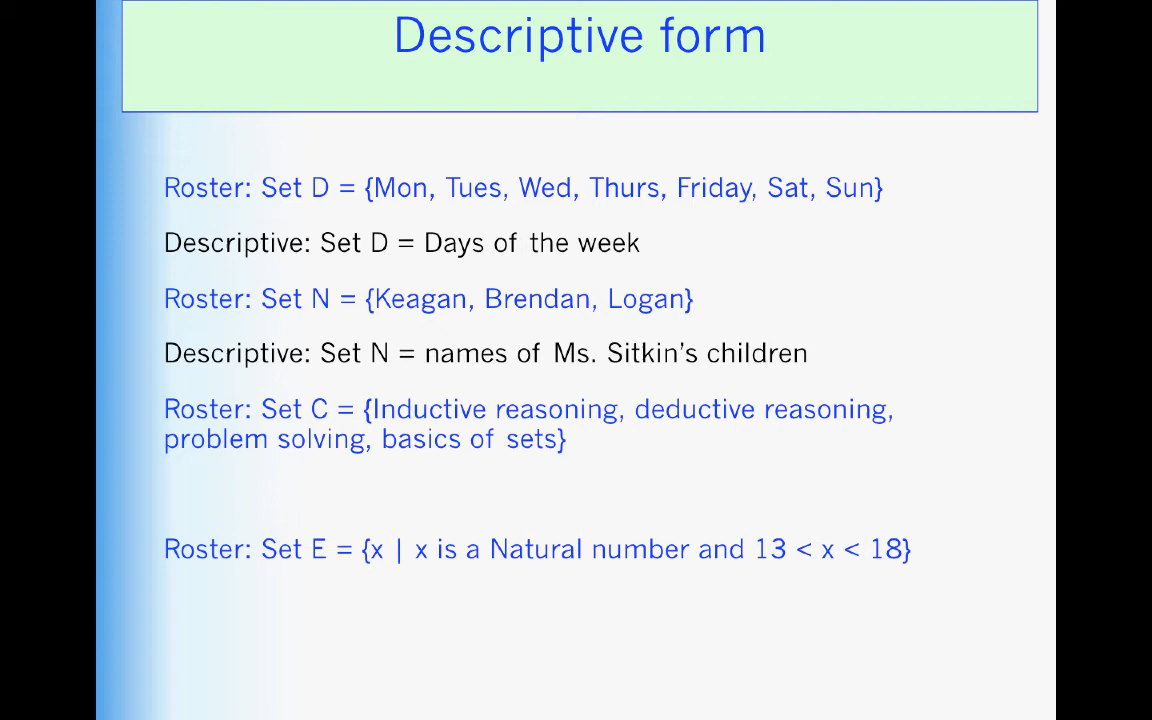 Descriptive form
Roster: Set D = {Mon, Tues, Wed, Thurs, Friday, Sat, Sun}
Descriptive: Set D = Days of the week
Roster: Set N = {Keagan, Brendan, Logan}
Descriptive: Set N = names of Ms. Sitkin’s children
Roster: Set C = {Inductive reasoning, deductive reasoning,
problem solving, basics of sets}
Roster: Set E = {x | x is a Natural number and 13 < x < 18}